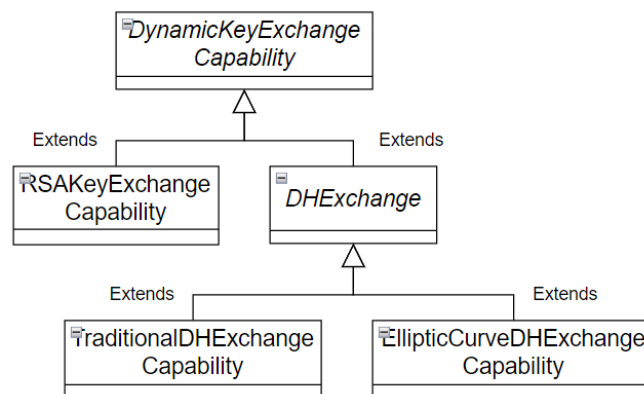 DynamicKeyExchange
Capability
Extends
Extends
RSAKeyExchange
Capability
DHExchange
Extends
Extends
TraditionalDHExchange
Capability
EllipticCurveDHExchange
Capability